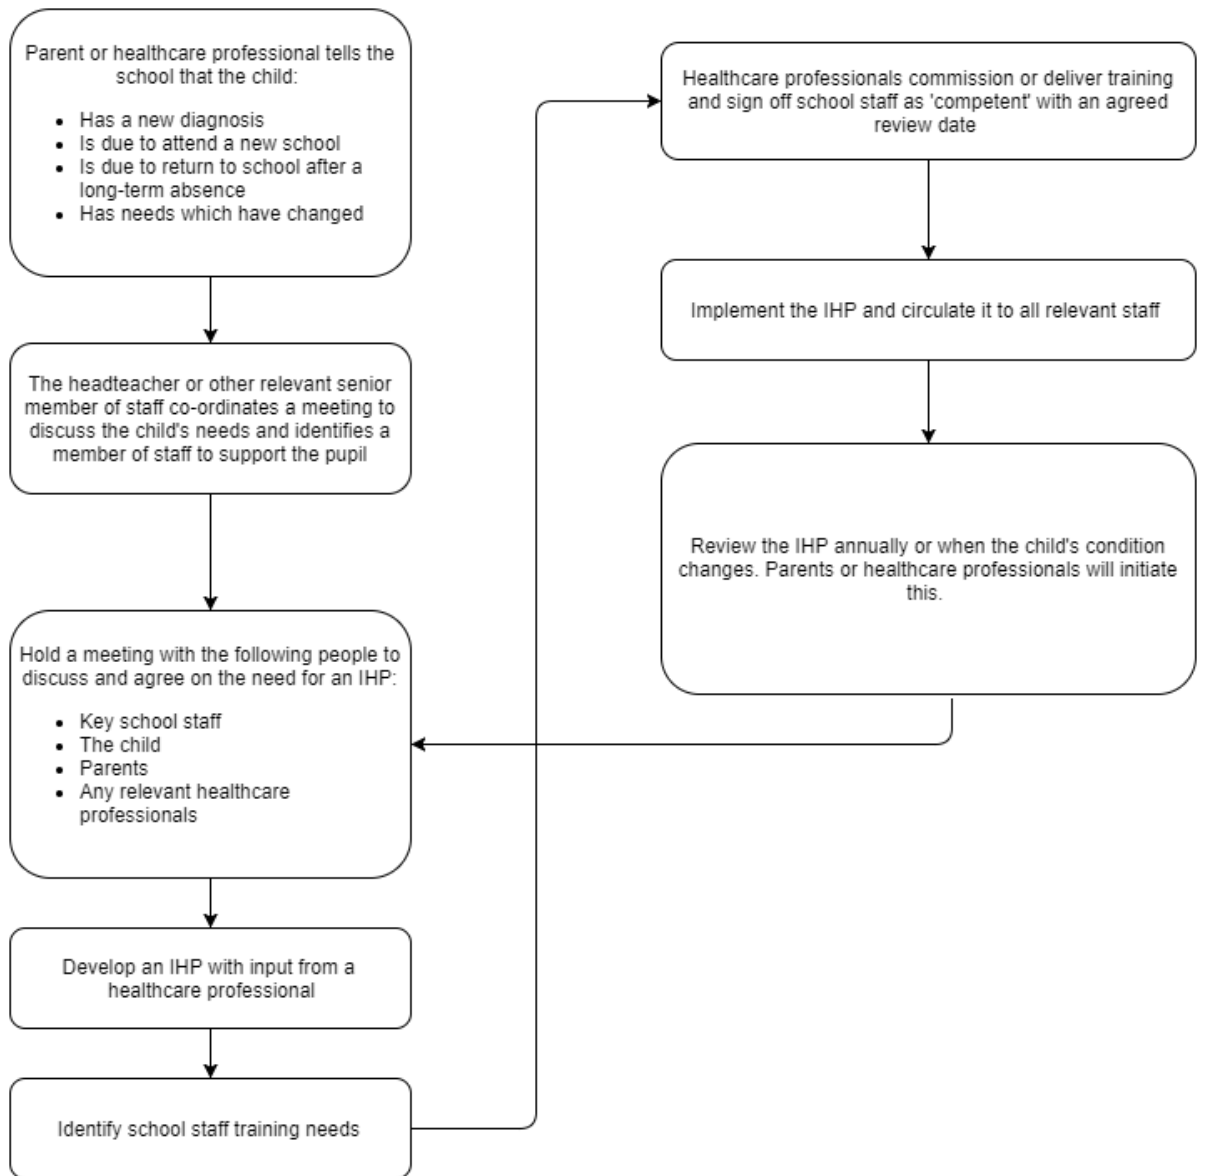 Parent or healthcare professional tells the
school that the child:
• Has a new diagnosis
• Is due to attend a new school
• Is due to return to school after a
long-term absence
• Has needs which have changed
The headteacher or other relevant senior
member of staff co-ordinates a meeting to
discuss the child's needs and identifies a
member of staff to support the pupil
Hold a meeting with the following people to
discuss and agree on the need for an IHP:
• Key school staff
• The child
• Parents
• Any relevant healthcare
professionals
Develop an IHP with input from a
healthcare professional
Identify school staff training needs
Healthcare professionals commission or deliver training
and sign off school staff as 'competent' with an agreed
review date
Implement the IHP and circulate it to all relevant staff
Review the IHP annually or when the child's condition
changes. Parents or healthcare professionals will initiate
this.